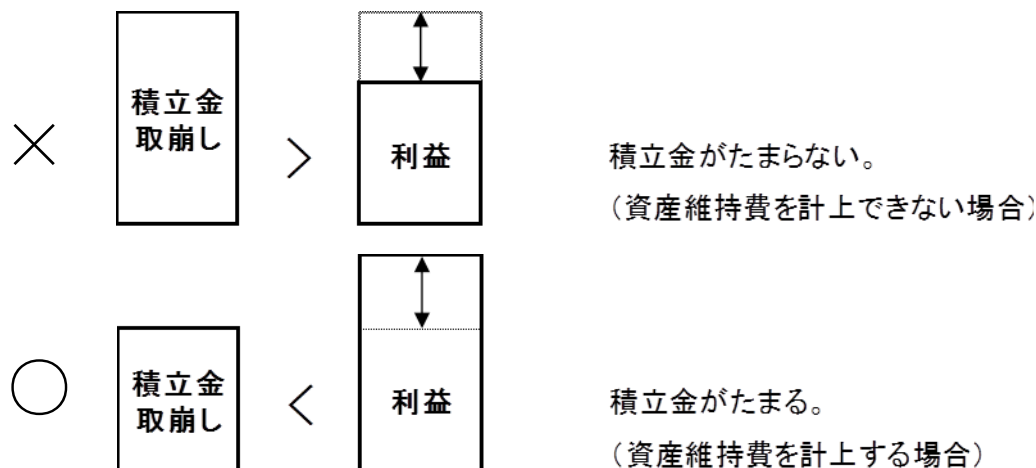 ×
積立金
取崩し
>
利益
積立金がたまらない。
(資産維持費を計上できない場合)
○
積立金
取崩し
<
利益
積立金がたまる。
(資産維持費を計上する場合)